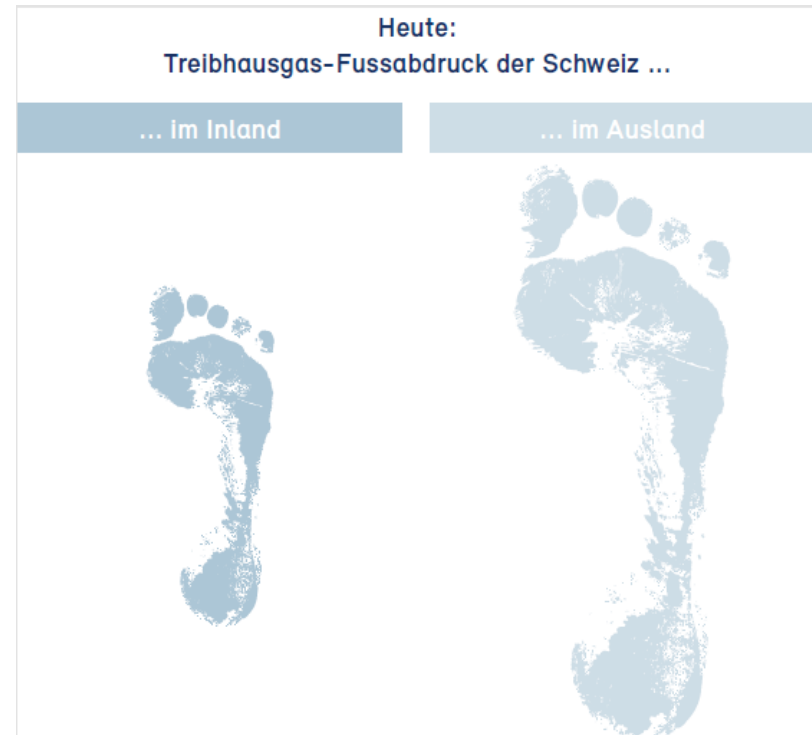 Heute:
Treibhausgas-Fussabdruck der Schweiz ...
... im Inland
... im Ausland